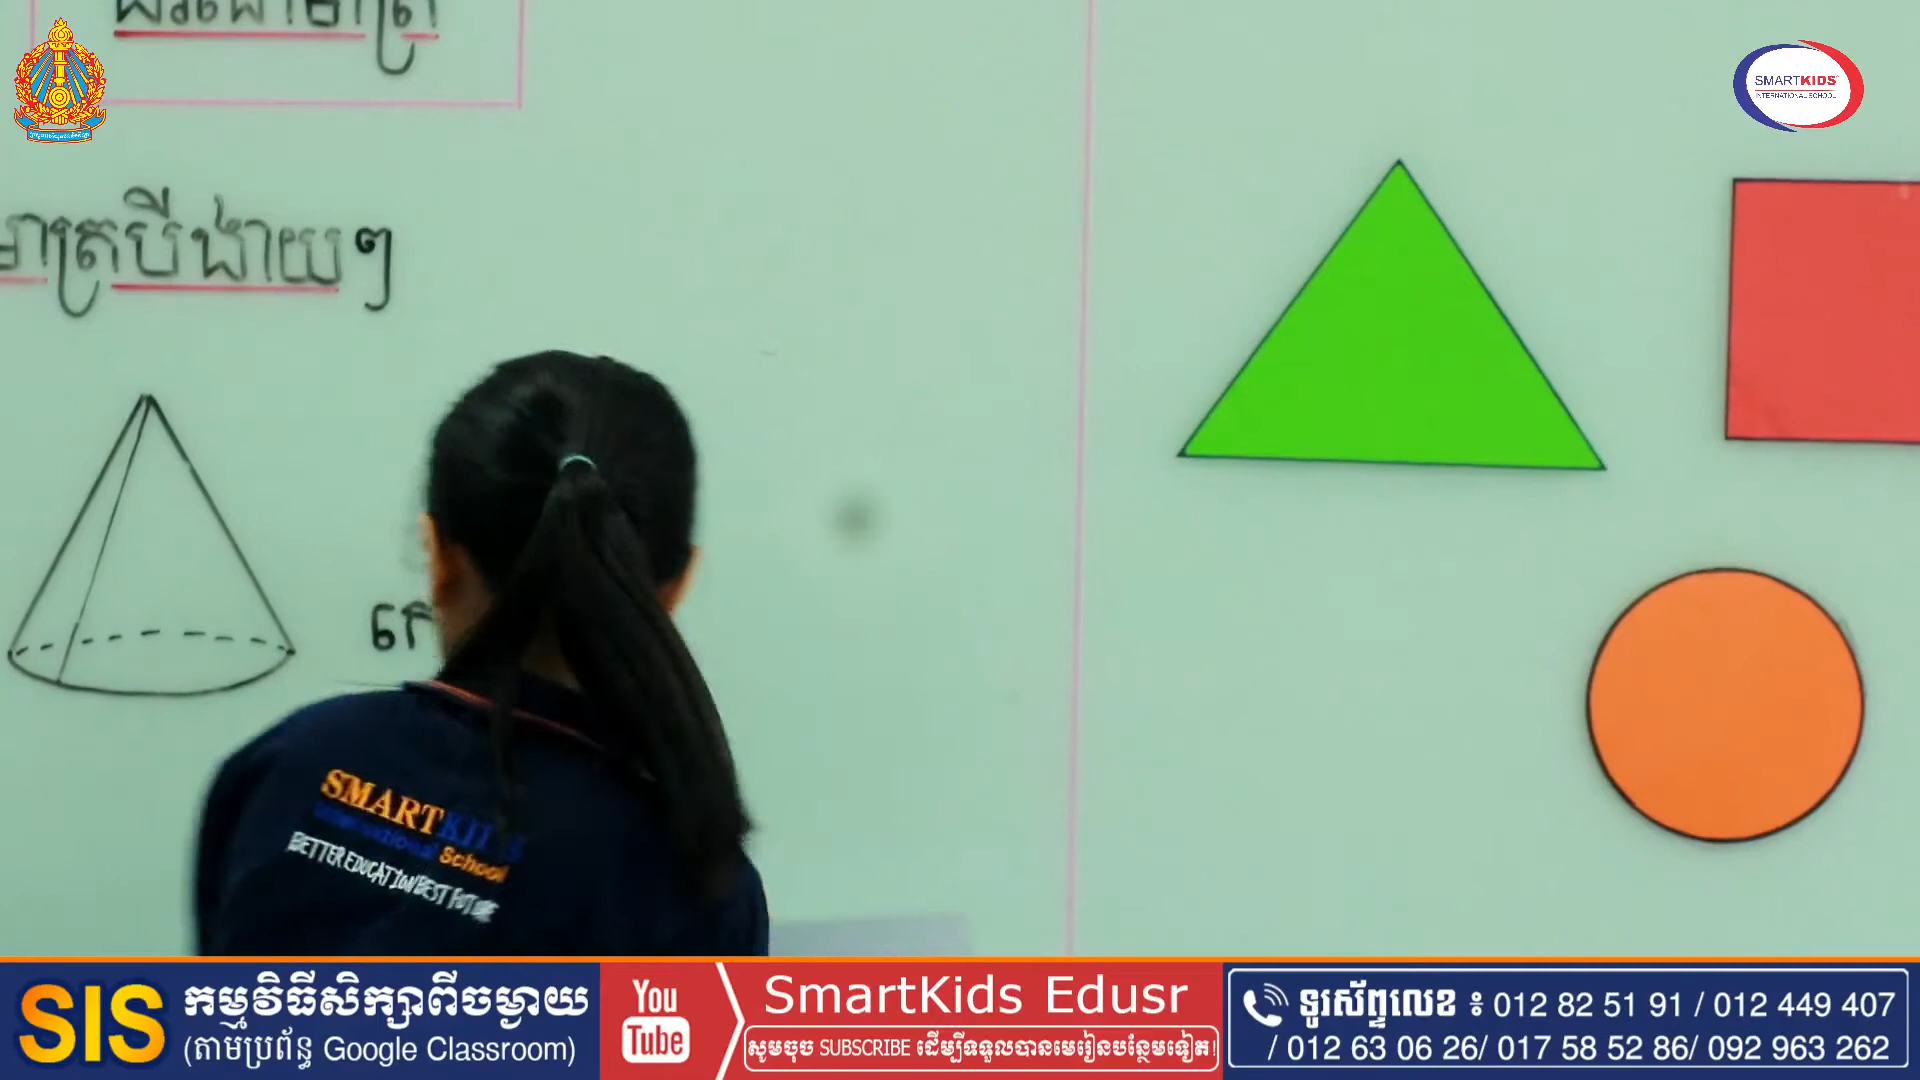 SMARTKIDS
INTERNATIONAL SCHOOL
មាត្របីងាយៗ
កេ
SMARTKIDS
International School
BETTER EDUCATION BEST FUTURE
SIS
កម្មវិធីសិក្សាពីចម្ងាយ
(តាមប្រព័ន្ធ Google Classroom)
You
Tube
SmartKids Edusr
សូមចុច SUBSCRIBE ដើម្បីទទួលបានមេរៀនបន្ថែមទៀត!
ទូរស័ព្ទលេខ ៖ 012 82 51 91 / 012 449 407
/ 012 63 06 26/ 017 58 52 86/ 092 963 262